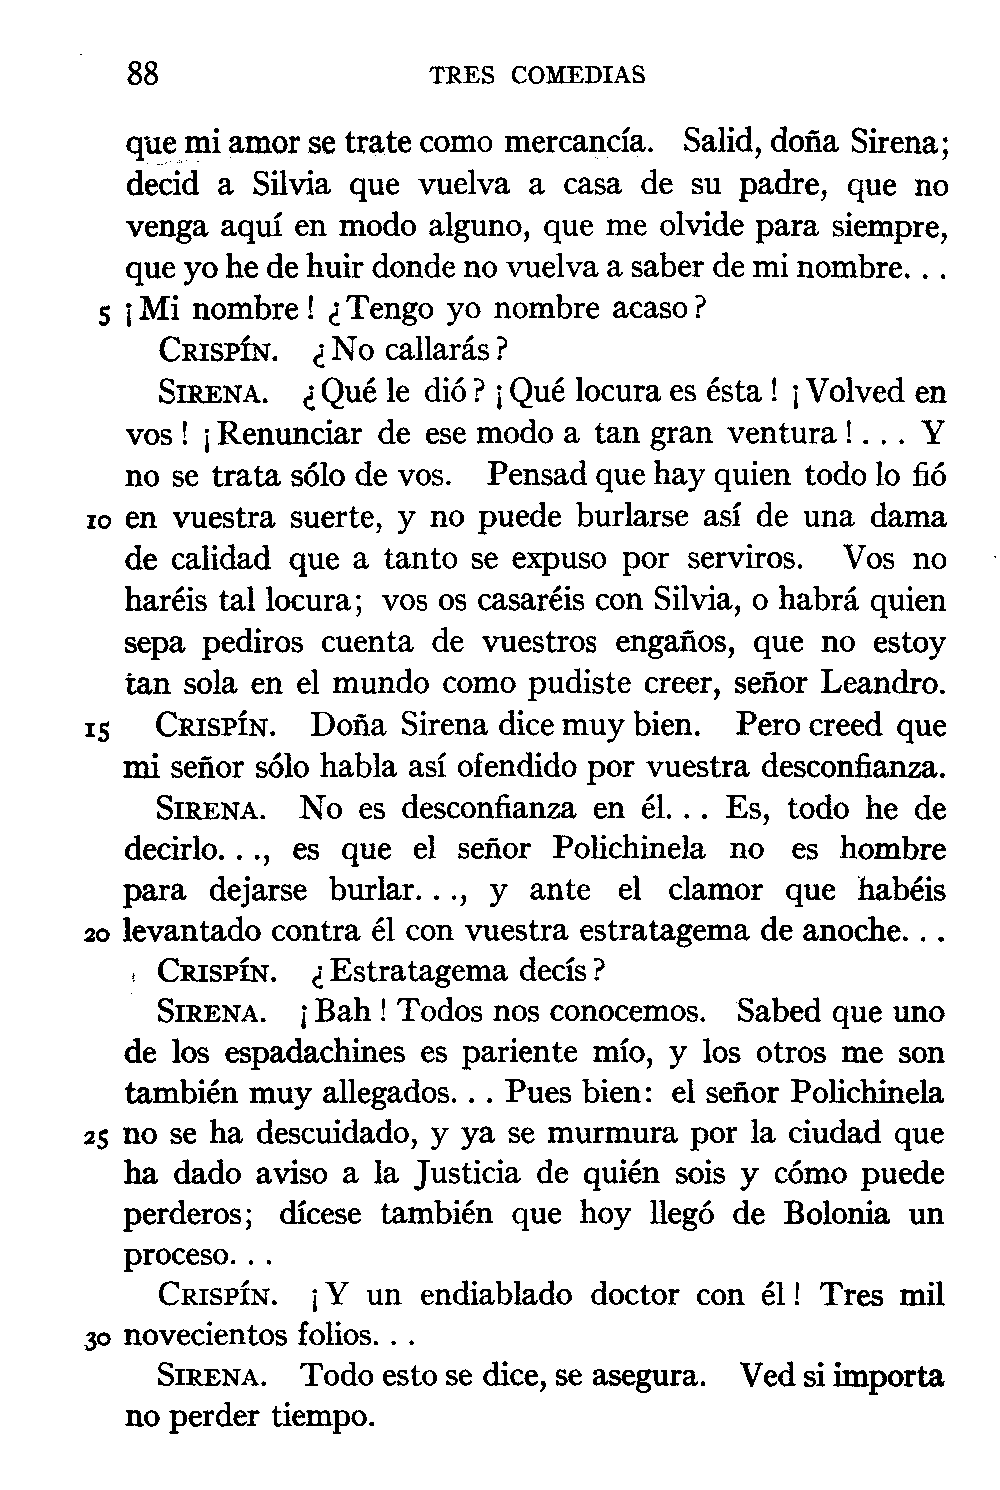 88 TRES COMEDIAS
que mi amor se trate como mercancía. Salid, doña Sirena;
decid a Silvia que vuelva a casa de su padre, que no
venga aquí en modo alguno, que me olvide para siempre,
que yo he de huir donde no vuelva a saber de mi nombre. . .
5 ¡Mi nombre! ¿Tengo yo nombre acaso?
CRISPÍN. ¿No callarás?
SIRENA. ¿Qué le dió? ¡Qué locura es ésta! ¡Volved en
vos! ¡Renunciar de ese modo a tan gran ventura!. . . Y
no se trata sólo de vos. Pensad que hay quien todo lo fió
10 en vuestra suerte, y no puede burlarse así de una dama
de calidad que a tanto se expuso por serviros. Vos no
haréis tal locura; vos os casaréis con Silvia, o habrá quien
sepa pediros cuenta de vuestros engaños, que no estoy
tan sola en el mundo como pudiste creer, señor Leandro.
15 CRISPÍN. Doña Sirena dice muy bien. Pero creed que
mi señor sólo habla así ofendido por vuestra desconfianza.
SIRENA. No es desconfianza en él. . . Es, todo he de
decirlo. . ., es que el señor Polichinela no es hombre
para dejarse burlar. . ., y ante el clamor que habéis
20 levantado contra él con vuestra estratagema de anoche. . .
CRISPÍN. ¿Estratagema decís?
SIRENA. ¡Bah! Todos nos conocemos. Sabed que uno
de los espadachines es pariente mío, y los otros me son
también muy allegados. . . Pues bien: el señor Polichinela
25 no se ha descuidado, y ya se murmura por la ciudad que
ha dado aviso a la Justicia de quién sois y cómo puede
perderos; dícese también que hoy llegó de Bolonia un
proceso. . .
CRISPÍN. ¡Y un endiablado doctor con él! Tres mil
30 novecientos folios. . .
SIRENA. Todo esto se dice, se asegura. Ved si importa
no perder tiempo.